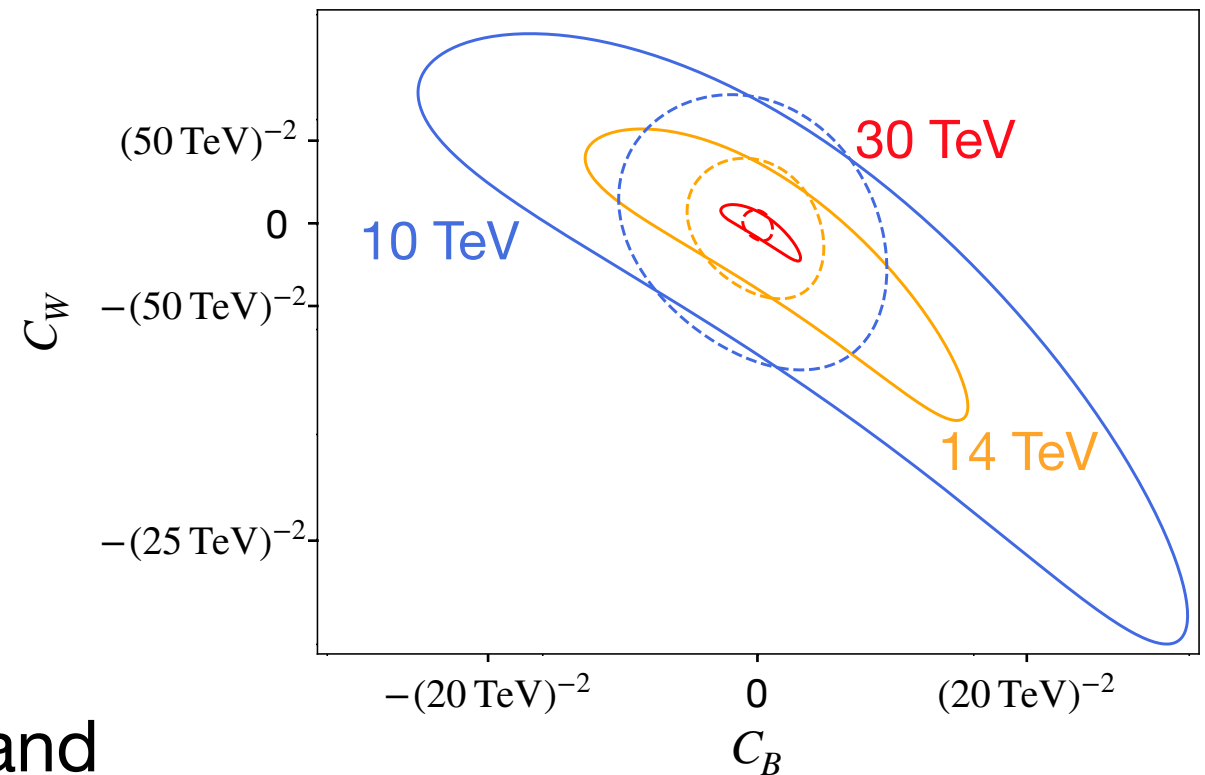 (50 TeV)⁻²
30 TeV
0
10 TeV
−(50 TeV)⁻²
C_W
14 TeV
−(25 TeV)⁻²
−(20 TeV)⁻² 0 (20 TeV)⁻²
C_B
and